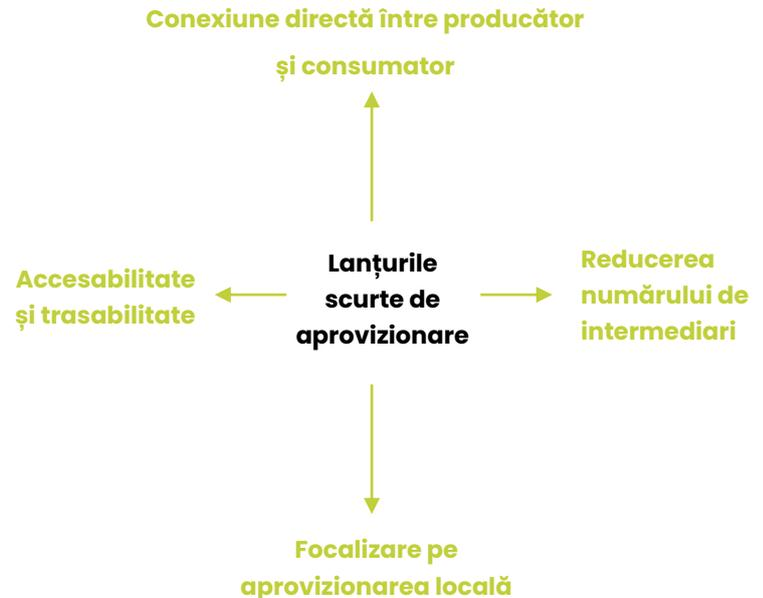 Conexiune directă între producător
și consumator
Accesabilitate
și trasabilitate
Lanțurile
scurte de
aprovizionare
Reducerea
numărului de
intermediari
Focalizare pe
aprovizionarea locală